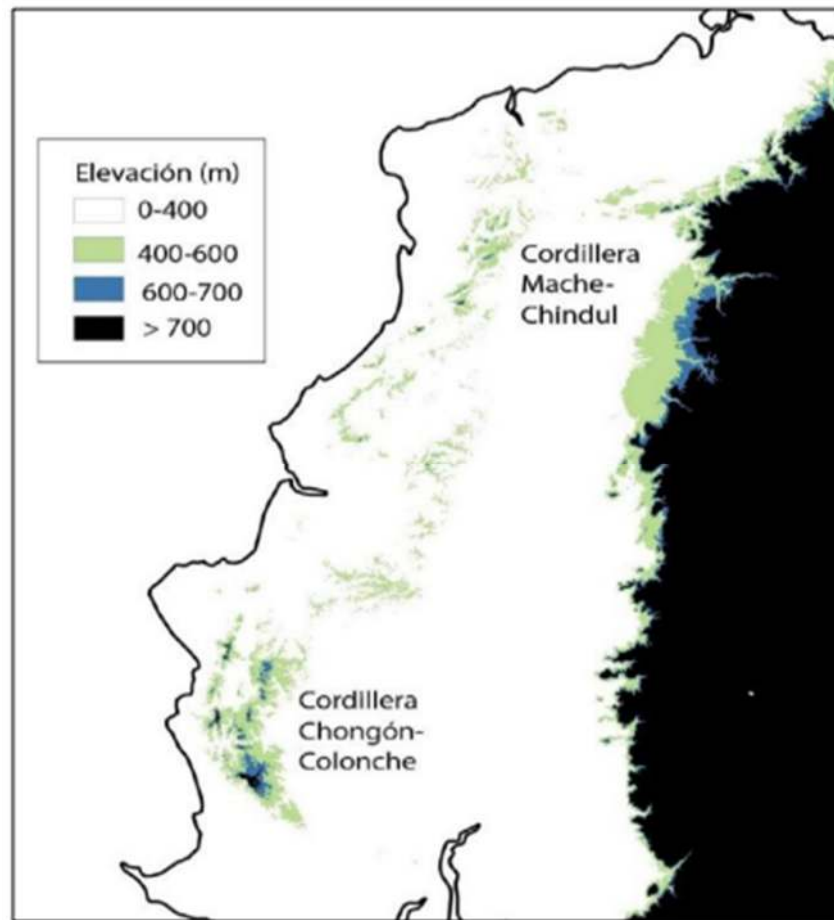 Elevación (m)
0-400
400-600
600-700
> 700
Cordillera
Mache-
Chindul
Cordillera
Chongón-
Colonche